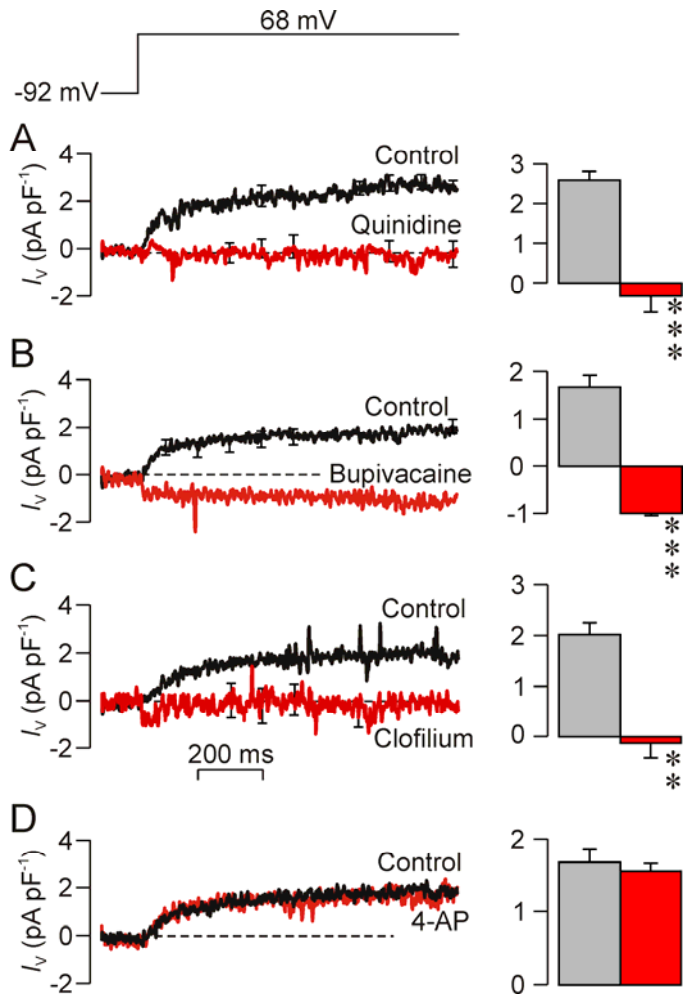 68 mV
-92 mV
A
I_V (pA pF⁻¹)
4
2
0
-2
Control
Quinidine
3
2
1
0
***
B
I_V (pA pF⁻¹)
4
2
0
-2
Control
Bupivacaine
2
1
0
-1
***
C
I_V (pA pF⁻¹)
4
2
0
-2
Control
Clofilium
200 ms
3
2
1
0
**
D
I_V (pA pF⁻¹)
4
2
0
-2
Control
4-AP
2
1
0